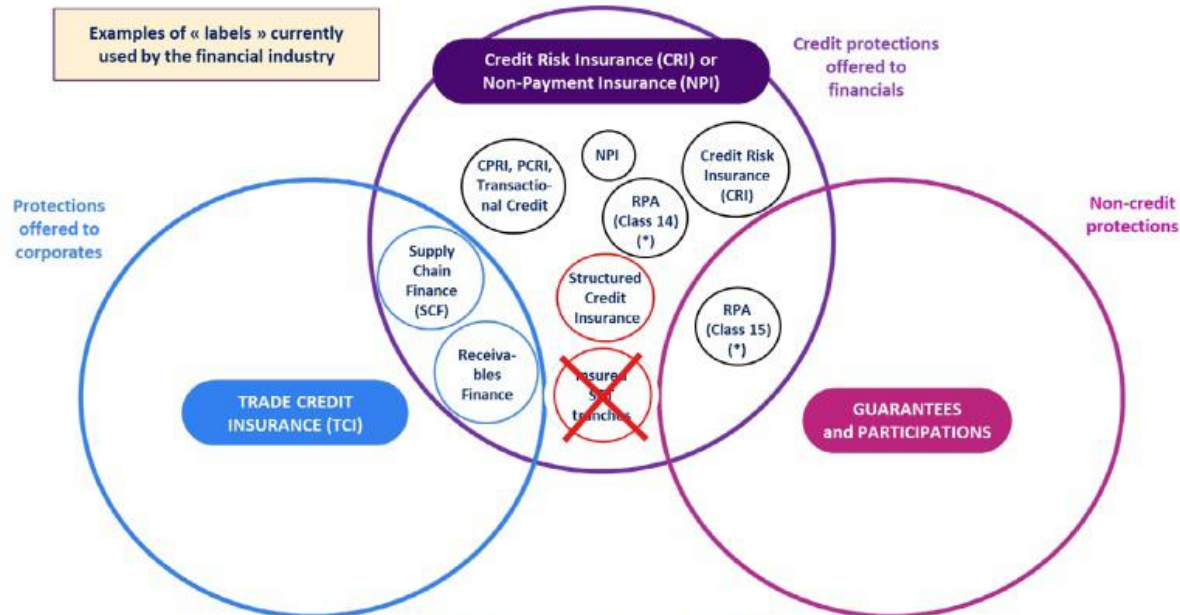 Examples of « labels » currently
used by the financial industry
Credit Risk Insurance (CRI) or
Non-Payment Insurance (NPI)
Credit protections
offered to
financials
NPI
CPRI, PCRI,
Transactio-
nal Credit
Credit Risk
Insurance
(CRI)
RPA
(Class 14)
(*)
Protections
offered to
corporates
Non-credit
protections
Supply
Chain
Finance
(SCF)
Structured
Credit
Insurance
RPA
(Class 15)
(*)
Receiva-
bles
Finance
Insured
tranches
TRADE CREDIT
INSURANCE (TCI)
GUARANTEES
and PARTICIPATIONS